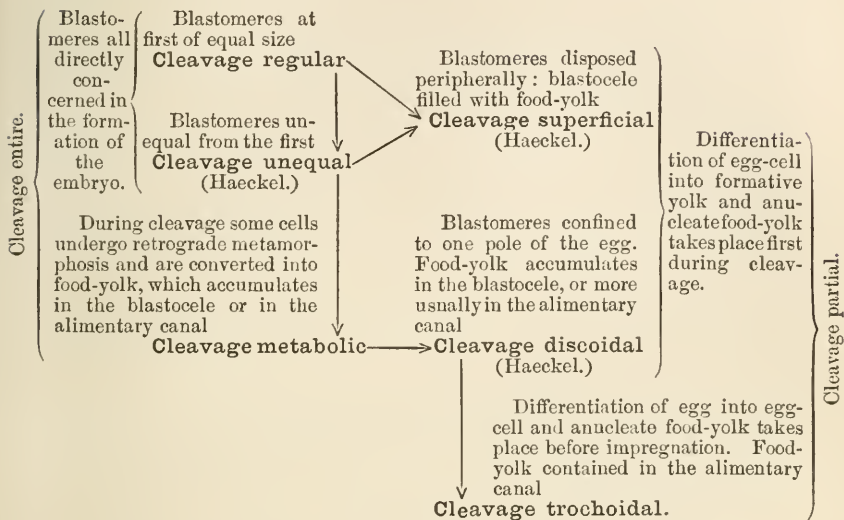 Cleavage entire.
Blasto-
meres all
directly
con-
cerned in
the form-
ation of
the
embryo.
Blastomeres at
first of equal size
Cleavage regular
Blastomeres un-
equal from the first
Cleavage unequal
(Haeckel.)
During cleavage some cells
undergo retrograde metamor-
phosis and are converted into
food-yolk, which accumulates
in the blastocele or in the
alimentary canal
Cleavage metabolic
Blastomeres disposed
peripherally : blastocele
filled with food-yolk
Cleavage superficial
(Haeckel.)
Blastomeres confined
to one pole of the egg.
Food-yolk accumulates
in the blastocele, or more
usually in the alimentary
canal
Cleavage discoidal
(Haeckel.)
Differentia-
tion of egg-cell
into formative
yolk and anu-
cleate food-yolk
takes place first
during cleav-
age.
Differentiation of egg into egg-
cell and anucleate food-yolk takes
place before impregnation. Food-
yolk contained in the alimentary
canal
Cleavage trochoidal.
Cleavage partial.